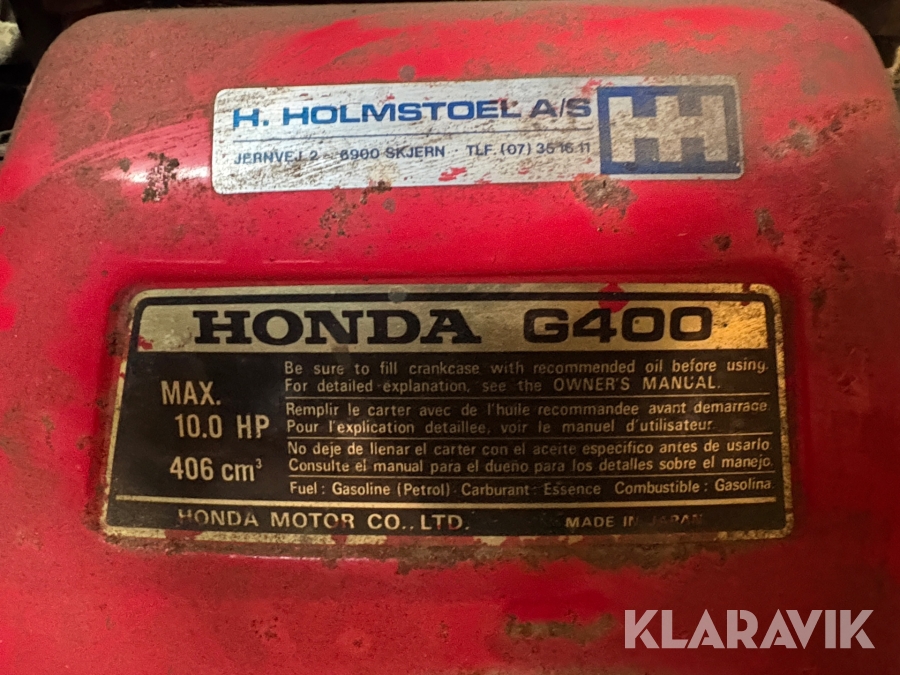 H. HOLMSTOEL A/S
JERNVEJ 2 - 6900 SKJERN · TLF. (07) 35 16 11
HH
HONDA G400
MAX.
10.0 HP
406 cm³
Be sure to fill crankcase with recommended oil before using.
For detailed explanation, see the OWNER'S MANUAL.
Remplir le carter avec de l'huile recommandee avant demarrage.
Pour l'explication detaillee, voir le manuel d'utilisateur.
No deje de llenar el carter con el aceite especifico antes de usarlo.
Consulte el manual para el dueño para los detalles sobre el manejo.
Fuel : Gasoline (Petrol) · Carburant : Essence Combustible : Gasolina
HONDA MOTOR CO., LTD. MADE IN JAPAN
KLARAVIK